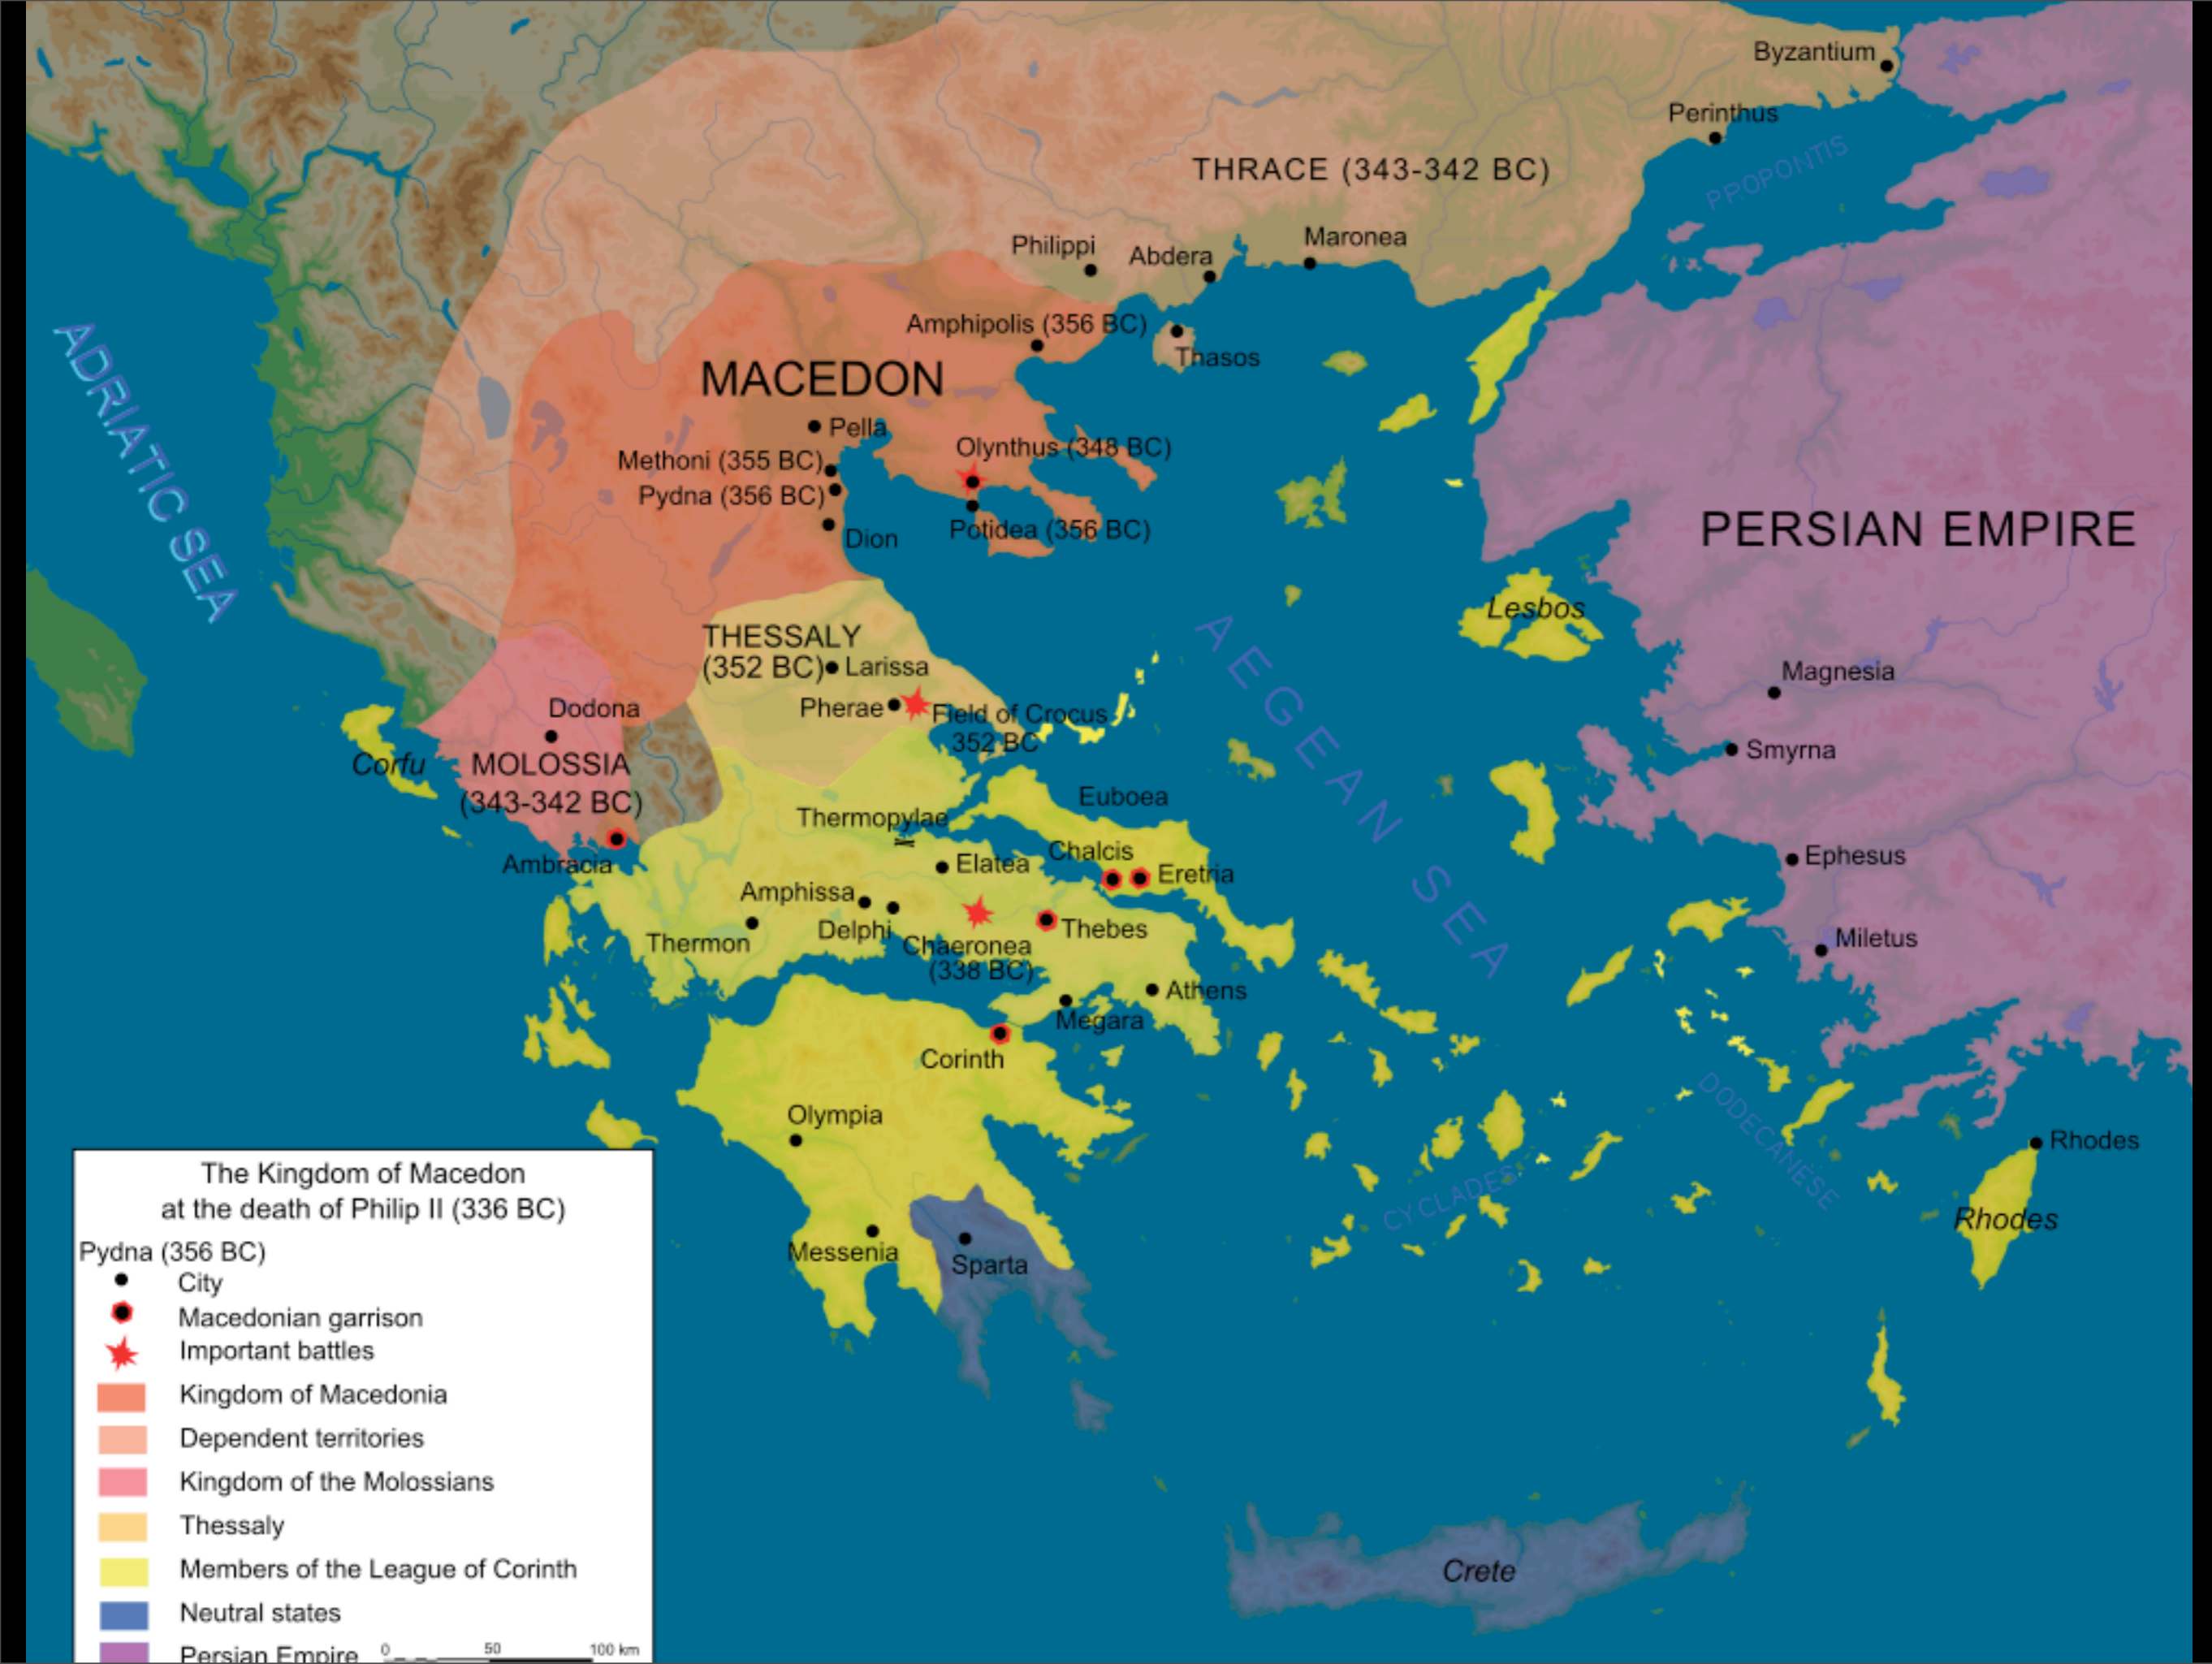 Byzantium
Perinthus
PROPONTIS
THRACE (343-342 BC)
Philippi
Abdera
Maronea
Amphipolis (356 BC)
Thasos
MACEDON
ADRIATIC SEA
Pella
Methoni (355 BC)
Olynthus (348 BC)
Pydna (356 BC)
Potidea (356 BC)
Dion
PERSIAN EMPIRE
Lesbos
THESSALY
(352 BC)
Larissa
Magnesia
Dodona
Pherae
Field of Crocus
352 BC
AEGEAN SEA
Smyrna
Corfu
MOLOSSIA
(343-342 BC)
Euboea
Thermopylae
Ambracia
Elatea
Chalcis
Eretria
Ephesus
Amphissa
Delphi
Thermon
Chaeronea
(338 BC)
Thebes
Miletus
Athens
Megara
Corinth
Olympia
DODECANÈSE
CYCLADES
Rhodes
Rhodes
Messenia
Sparta
Crete
The Kingdom of Macedon
at the death of Philip II (336 BC)
Pydna (356 BC)
City
Macedonian garrison
Important battles
Kingdom of Macedonia
Dependent territories
Kingdom of the Molossians
Thessaly
Members of the League of Corinth
Neutral states
Persian Empire
0 50 100 km